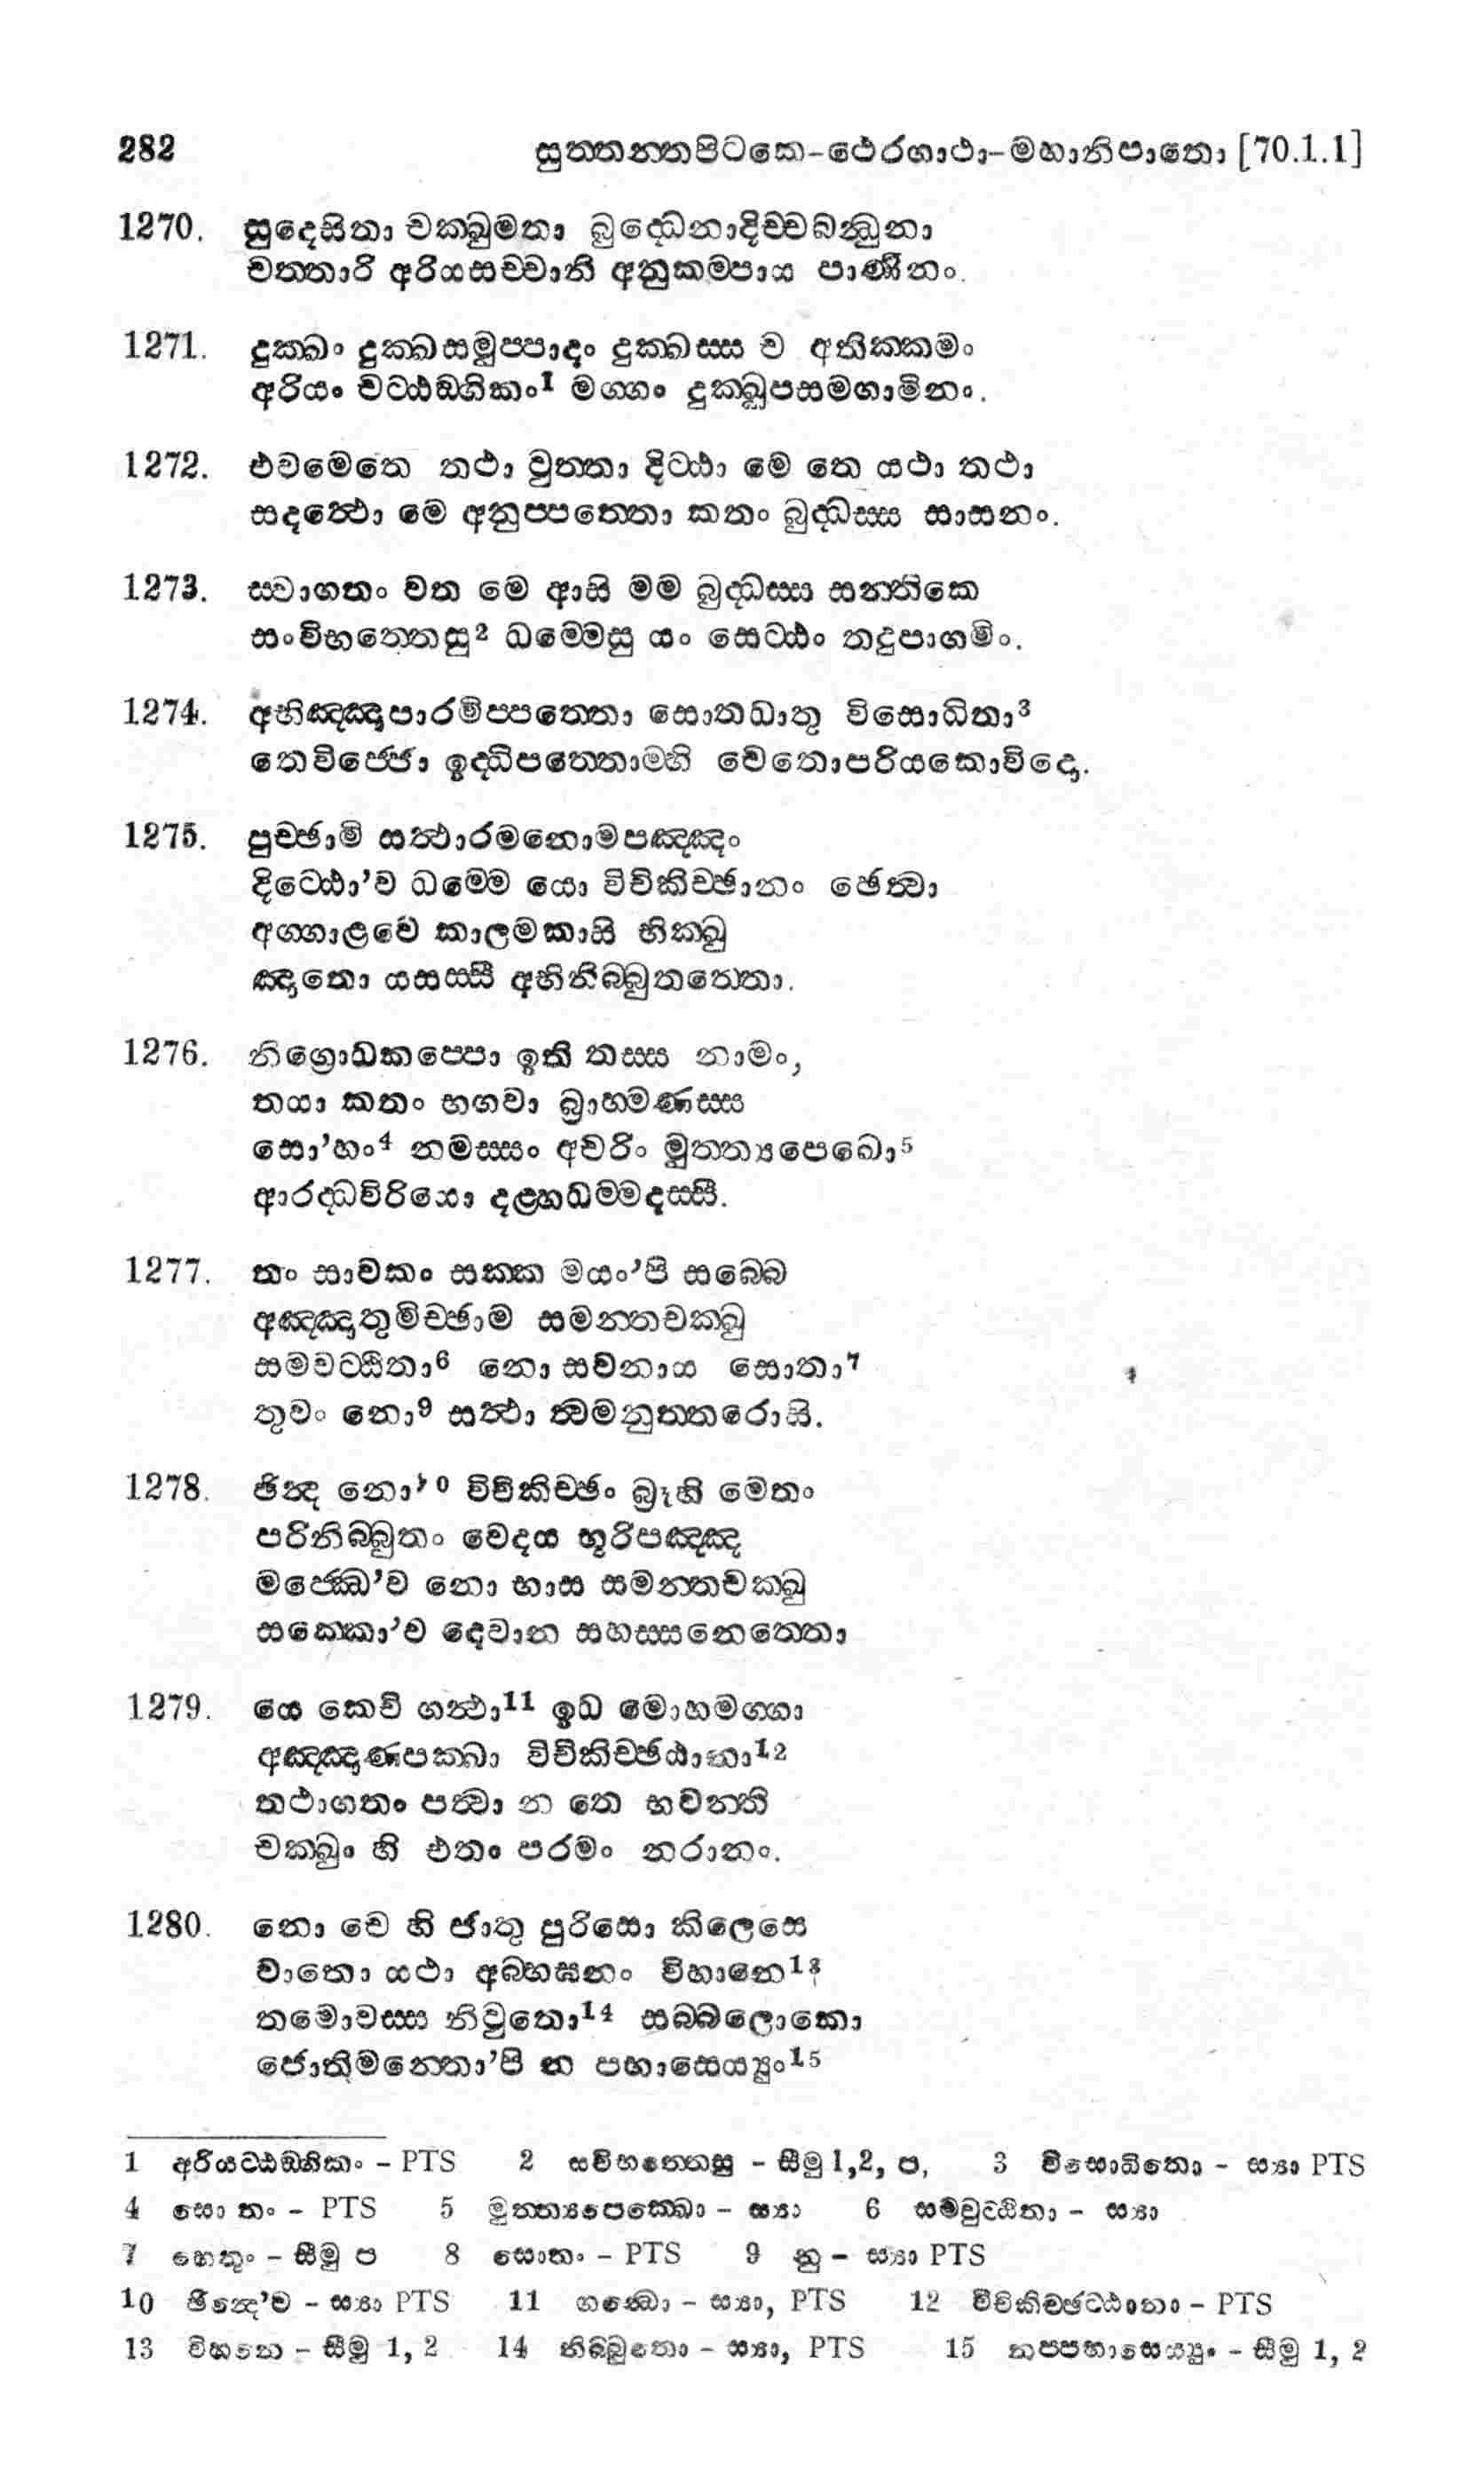 282 සුත්තන්තපිටකෙ-ථෙරගාථා-මහානිපාතො [70.1.1]
1270. සුදෙසිතා චක්ඛුමතා බුද්ධෙනාදිච්චබන්ධුනා
චත්තාරි අරියසච්චානි අනුකම්පාය පාණිනං.
1271. දුක්ඛං දුක්ඛසමුප්පාදං දුක්ඛස්ස ච අතික්කමං
අරියං චට්ඨඞ්ගිකං1 මග්ගං දුක්ඛූපසමගාමිනං.
1272. එවමෙතෙ තථා වුත්තා දිට්ඨා මෙ තෙ යථා තථා
සදත්ථො මෙ අනුප්පත්තො කතං බුද්ධස්ස සාසනං.
1273. ස්වාගතං වත මෙ ආසි මම බුද්ධස්ස සන්තිකෙ
සංවිභත්තෙසු2 ධම්මෙසු යං සෙට්ඨං තදුපාගමිං.
1274. අභිඤ්ඤාපාරමිප්පත්තො සොතධාතු විසොධිතා3
තෙවිජ්ජො ඉද්ධිපත්තොම්හි චෙතොපරියකොවිදො.
1275. පුච්ඡාමි සත්ථාරමනොමපඤ්ඤං
දිට්ඨෙ'ව ධම්මෙ යො විචිකිච්ඡානං ඡෙත්වා
අග්ගාළවෙ කාලමකාසි භික්ඛු
ඤාතො යසස්සී අභිනිබ්බුතත්තො.
1276. නිග්‍රොධකප්පො ඉති තස්ස නාමං,
තයා කතං භගවා බ්‍රාහ්මණස්ස
සො'හං4 නමස්සං අචරිං මුත්ත්‍යපෙඛො5
ආරද්ධවිරියො දළ්හධම්මදස්සී.
1277. තං සාවකං සක්ක මයං'පි සබ්බෙ
අඤ්ඤාතුමිච්ඡාම සමන්තචක්ඛු
සමවට්ඨිතා6 නො සවනාය සොතා7
තුවං නො9 සත්ථා ත්වමනුත්තරොසි.
1278. ඡින්ද නො10 විචිකිච්ඡං බ්‍රූහි මෙතං
පරිනිබ්බුතං වෙදය භූරිපඤ්ඤ
මජ්ඣෙ'ව නො භාස සමන්තචක්ඛු
සක්කො'ව දෙවාන සහස්සනෙත්තො
1279. යෙ කෙචි ගත්ථා11 ඉධ මොහමග්ගා
අඤ්ඤාණපක්ඛා විචිකිච්ඡඨානා12
තථාගතං පත්වා න තෙ භවන්ති
චක්ඛුං හි එතං පරමං නරානං.
1280. නො චෙ හි ජාතු පුරිසො කිලෙසෙ
වාතො යථා අබ්භඝනං විහානෙ13
තමොවස්ස නිවුතො14 සබ්බලොකො
ජොතිමන්තො'පි න පභාසෙය්‍යුං15
1 අරියට්ඨඞ්ගිකං – PTS 2 සවිභත්තෙසු – සීමු 1,2, ප, 3 විසොධිතො – ස්‍යා PTS
4 සො තං – PTS 5 මුත්ත්‍යපෙක්ඛො – ස්‍යා 6 සමවුට්ඨිතා – ස්‍යා
7 හෙතුං – සීමු ප 8 සොතං – PTS 9 නු – ස්‍යා PTS
10 ඡින්දෙ'ව – ස්‍යා PTS 11 ගන්ථා – ස්‍යා, PTS 12 විචිකිච්ඡට්ඨානා – PTS
13 විහනෙ – සීමු 1, 2 14 නිබ්බුතො – ස්‍යා, PTS 15 නප්පභාසෙය්‍යුං – සීමු 1, 2